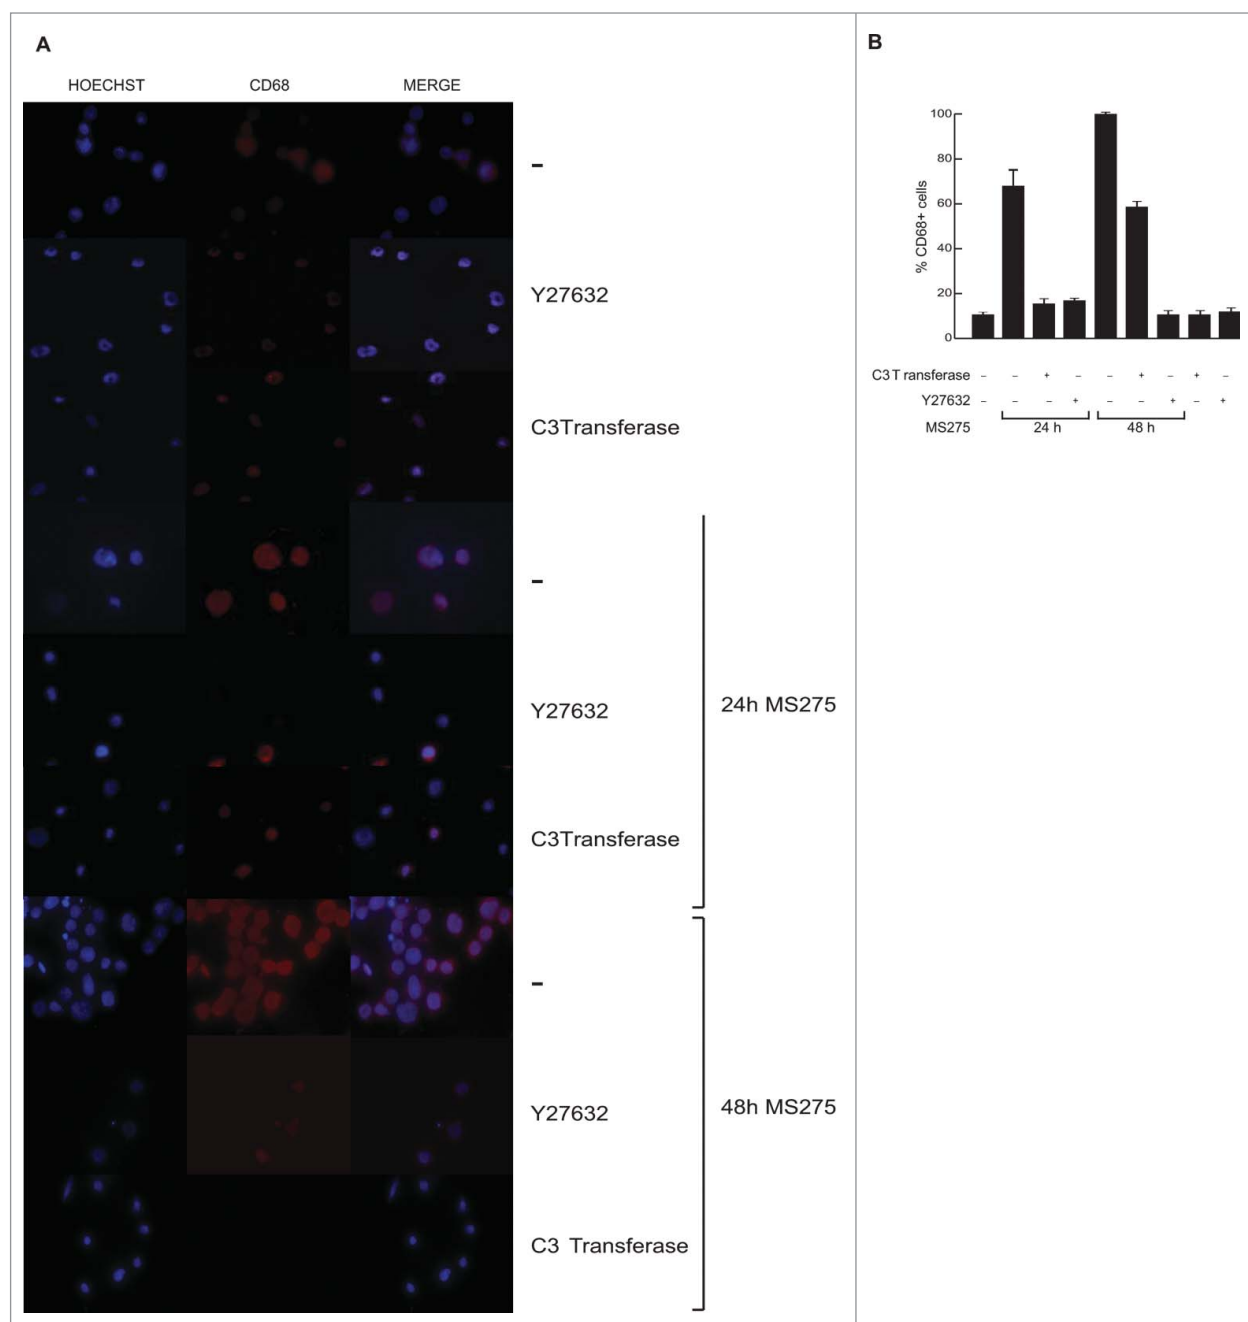 A
HOECHST CD68 MERGE
–
Y27632
C3Transferase
–
Y27632
24h MS275
C3Transferase
–
Y27632
48h MS275
C3 Transferase
B
% CD68+ cells
100
80
60
40
20
0
C3 T ransferase – – + – – + – + –
Y27632 – – – + – – + – +
MS275 24 h 48 h